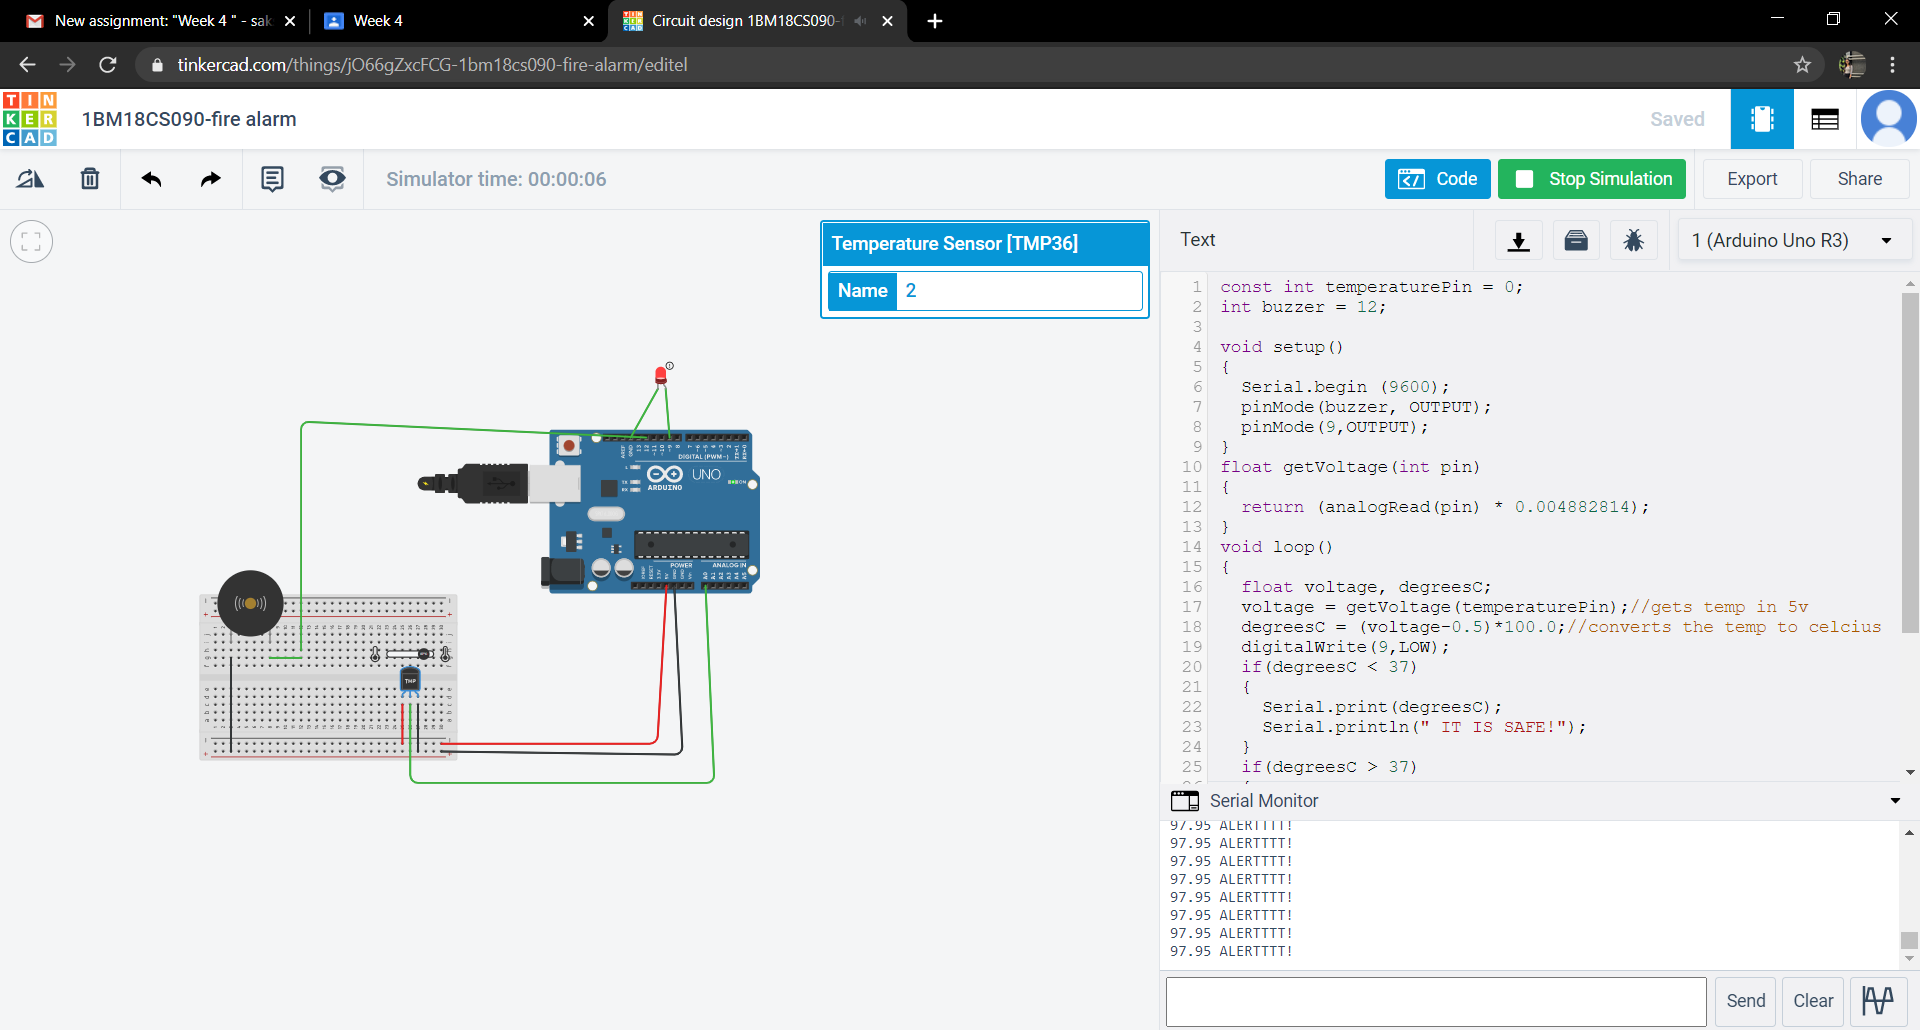 New assignment: "Week 4 " - sak
Week 4
Circuit design 1BM18CS090-
tinkercad.com/things/jO66gZxcFCG-1bm18cs090-fire-alarm/editel
TIN
KER
CAD
1BM18CS090-fire alarm
Saved
Simulator time: 00:00:06
Code
Stop Simulation
Export
Share
Temperature Sensor [TMP36]
Name 2
Text
1 (Arduino Uno R3)
1 const int temperaturePin = 0;
2 int buzzer = 12;
3
4 void setup()
5 {
6 Serial.begin (9600);
7 pinMode(buzzer, OUTPUT);
8 pinMode(9,OUTPUT);
9 }
10 float getVoltage(int pin)
11 {
12 return (analogRead(pin) * 0.004882814);
13 }
14 void loop()
15 {
16 float voltage, degreesC;
17 voltage = getVoltage(temperaturePin);//gets temp in 5v
18 degreesC = (voltage-0.5)*100.0;//converts the temp to celcius
19 digitalWrite(9,LOW);
20 if(degreesC < 37)
21 {
22 Serial.print(degreesC);
23 Serial.println(" IT IS SAFE!");
24 }
25 if(degreesC > 37)
DIGITAL (PWM~)
UNO
ARDUINO
POWER
ANALOG IN
TMP
Serial Monitor
97.95 ALERTTTT!
97.95 ALERTTTT!
97.95 ALERTTTT!
97.95 ALERTTTT!
97.95 ALERTTTT!
97.95 ALERTTTT!
97.95 ALERTTTT!
97.95 ALERTTTT!
Send
Clear